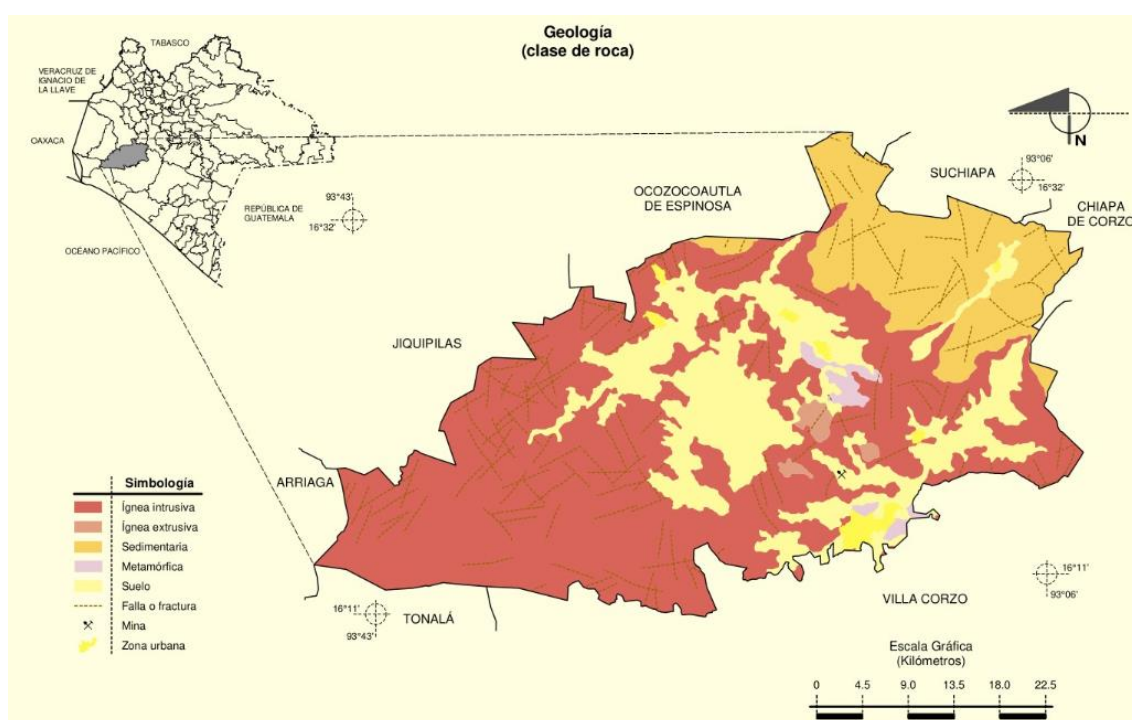 Geología
(clase de roca)
TABASCO
VERACRUZ DE
IGNACIO DE
LA LLAVE
OAXACA
REPÚBLICA DE
GUATEMALA
OCÉANO PACÍFICO
93°43'
16°32'
N
93°06'
16°32'
SUCHIAPA
CHIAPA
DE CORZO
OCOZOCOAUTLA
DE ESPINOSA
JIQUIPILAS
ARRIAGA
TONALÁ
VILLA CORZO
16°11'
93°43'
16°11'
93°06'
Simbología
Ígnea intrusiva
Ígnea extrusiva
Sedimentaria
Metamórfica
Suelo
Falla o fractura
Mina
Zona urbana
Escala Gráfica
(Kilómetros)
0 4.5 9.0 13.5 18.0 22.5